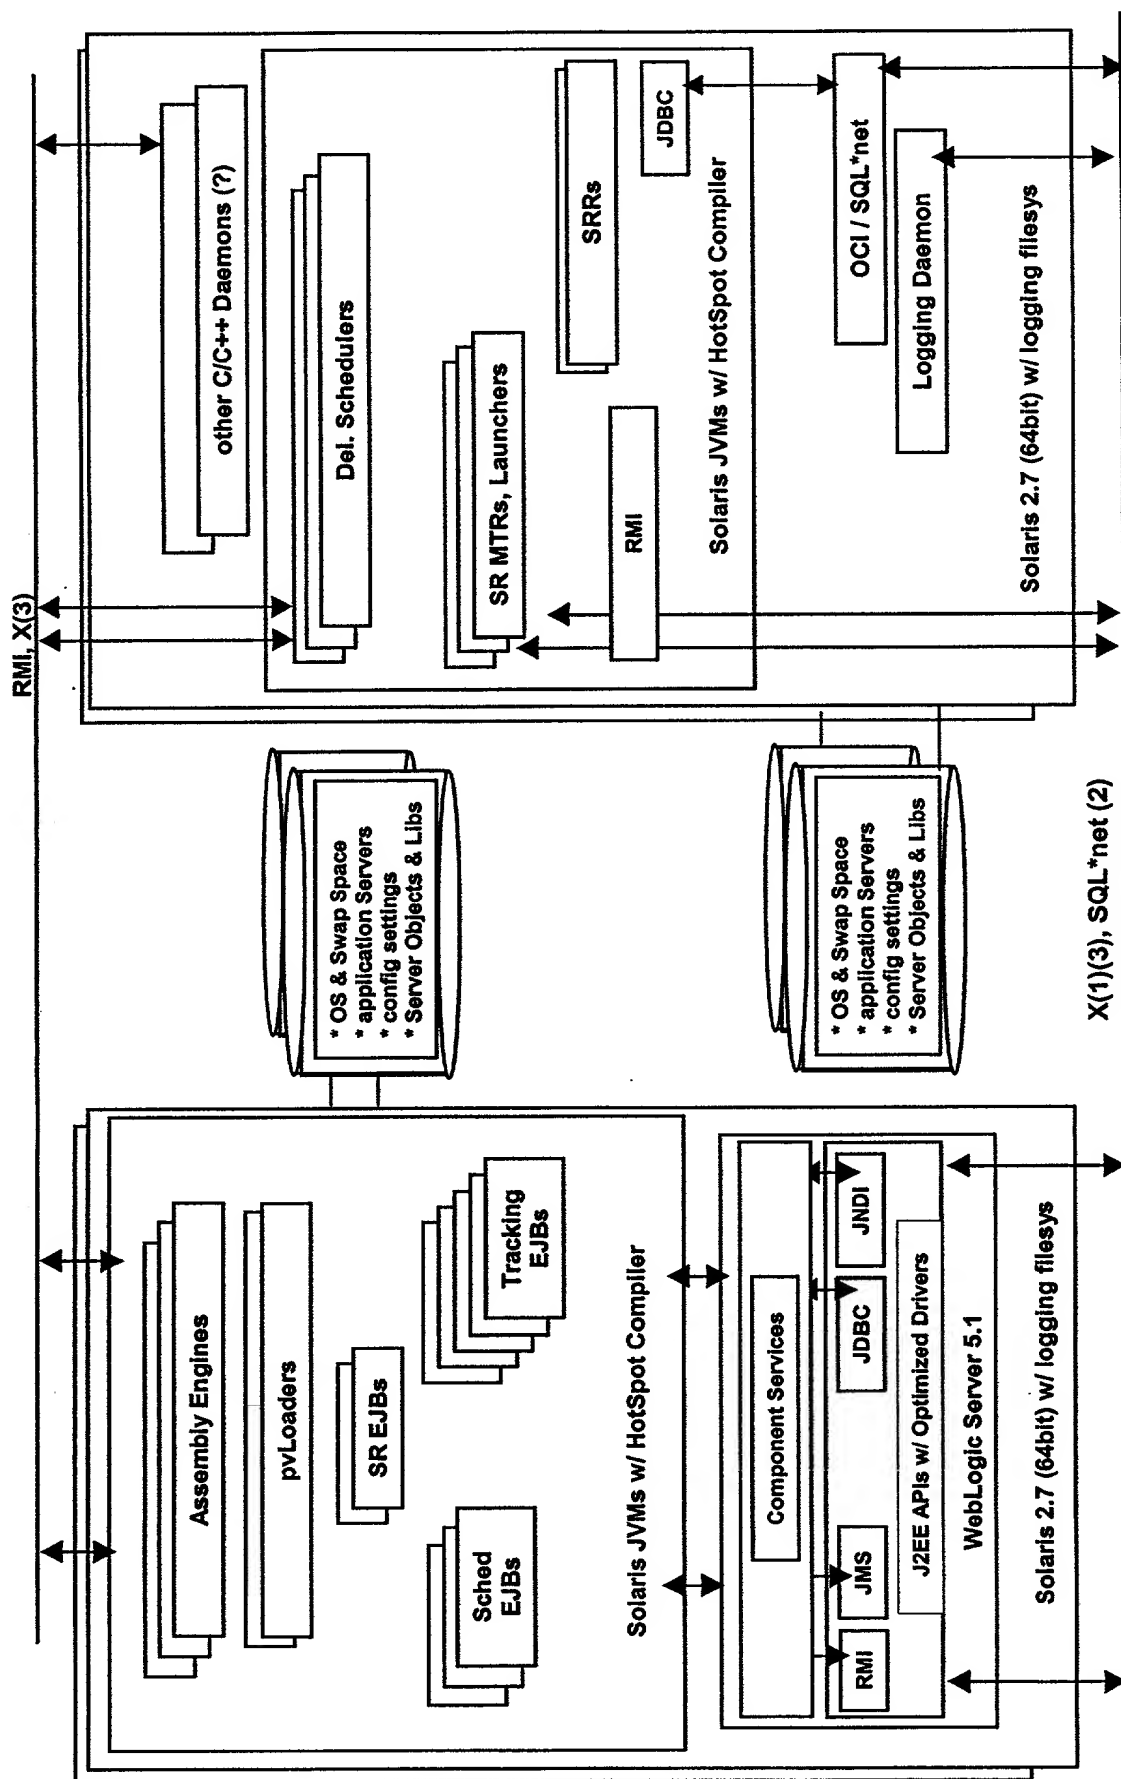 RMI, X(3)
Assembly Engines
pvLoaders
SR EJBs
Sched
EJBs
Tracking
EJBs
Solaris JVMs w/ HotSpot Compiler
Component Services
RMI
JMS
JDBC
JNDI
J2EE APIs w/ Optimized Drivers
WebLogic Server 5.1
Solaris 2.7 (64bit) w/ logging filesys
* OS & Swap Space
* application Servers
* config settings
* Server Objects & Libs
* OS & Swap Space
* application Servers
* config settings
* Server Objects & Libs
other C/C++ Daemons (?)
Del. Schedulers
SR MTRs, Launchers
SRRs
RMI
JDBC
Solaris JVMs w/ HotSpot Compiler
OCI / SQL*net
Logging Daemon
Solaris 2.7 (64bit) w/ logging filesys
X(1)(3), SQL*net (2)